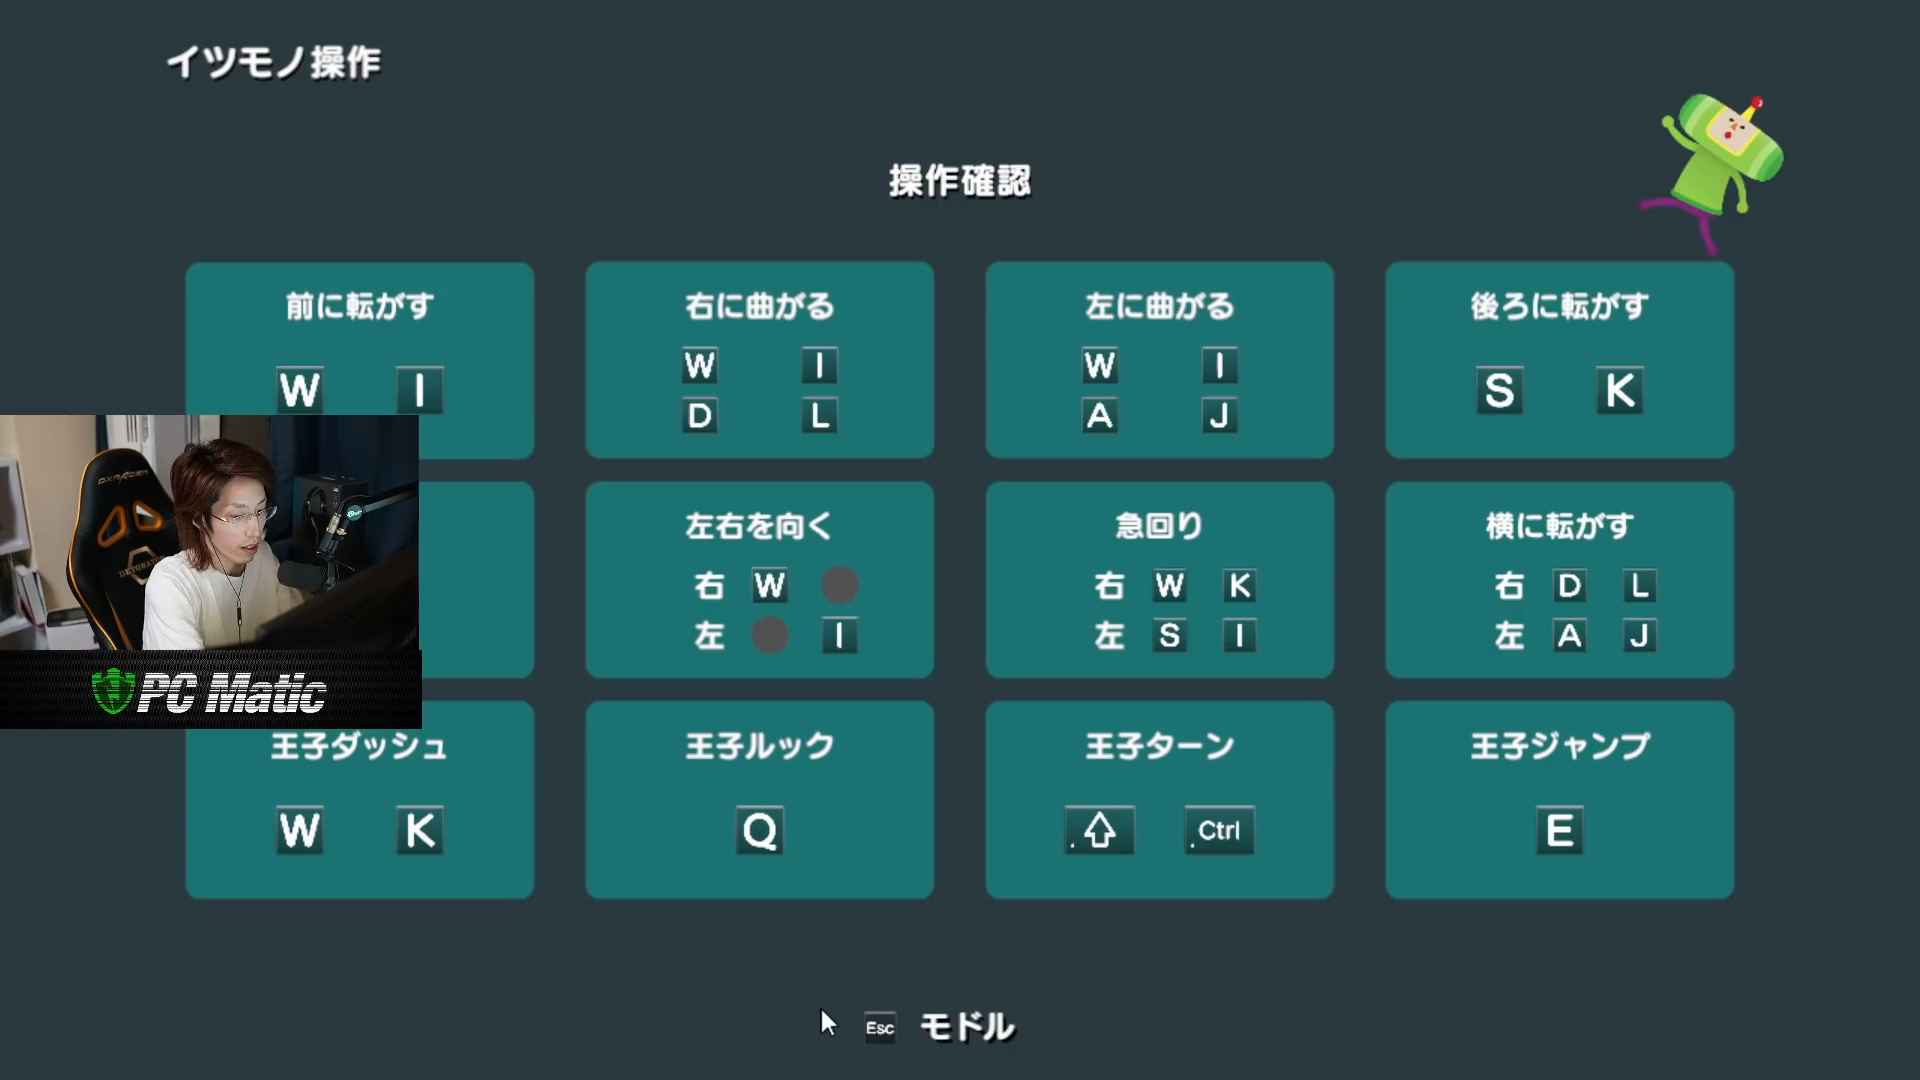 イツモノ操作
操作確認
前に転がす
W I
右に曲がる
W I
D L
左に曲がる
W I
A J
後ろに転がす
S K
左右を向く
右 W
左 I
急回り
右 W K
左 S I
横に転がす
右 D L
左 A J
DXRACER
PC Matic
王子ダッシュ
W K
王子ルック
Q
王子ターン
Ctrl
王子ジャンプ
E
Esc モドル